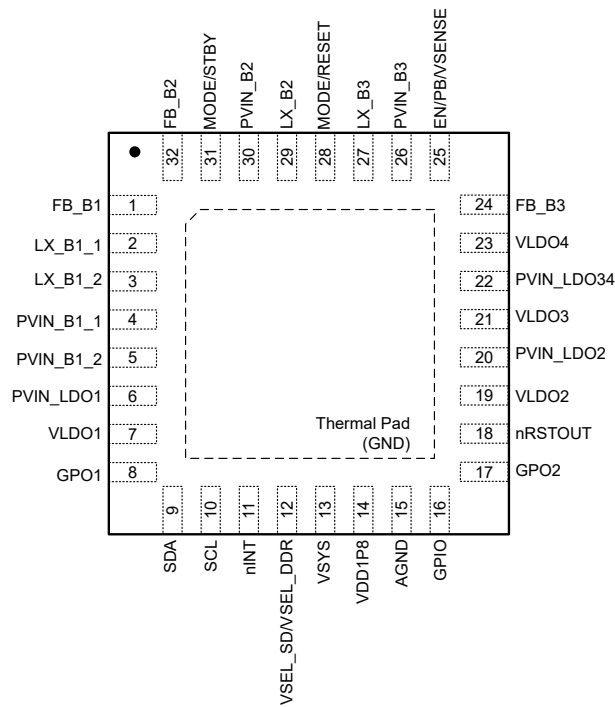 FB_B2
MODE/STBY
PVIN_B2
LX_B2
MODE/RESET
LX_B3
PVIN_B3
EN/PB/VSENSE
32
31
30
29
28
27
26
25
FB_B1 1
LX_B1_1 2
LX_B1_2 3
PVIN_B1_1 4
PVIN_B1_2 5
PVIN_LDO1 6
VLDO1 7
GPO1 8
24 FB_B3
23 VLDO4
22 PVIN_LDO34
21 VLDO3
20 PVIN_LDO2
19 VLDO2
18 nRSTOUT
17 GPO2
Thermal Pad
(GND)
9
10
11
12
13
14
15
16
SDA
SCL
nINT
VSEL_SD/VSEL_DDR
VSYS
VDD1P8
AGND
GPIO